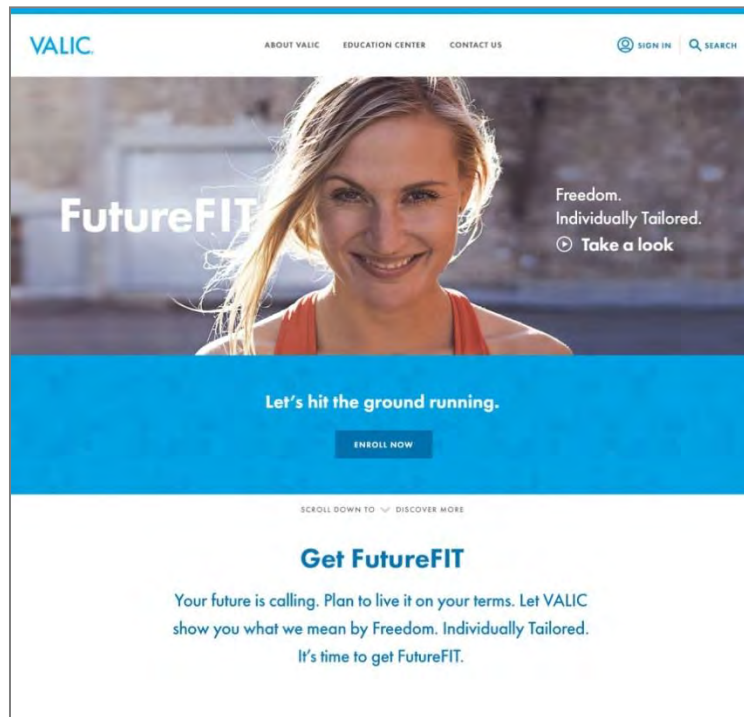 VALIC
ABOUT VALIC EDUCATION CENTER CONTACT US SIGN IN SEARCH
FutureFIT
Freedom.
Individually Tailored.
Take a look
Let's hit the ground running.
ENROLL NOW
SCROLL DOWN TO DISCOVER MORE
Get FutureFIT
Your future is calling. Plan to live it on your terms. Let VALIC
show you what we mean by Freedom. Individually Tailored.
It's time to get FutureFIT.